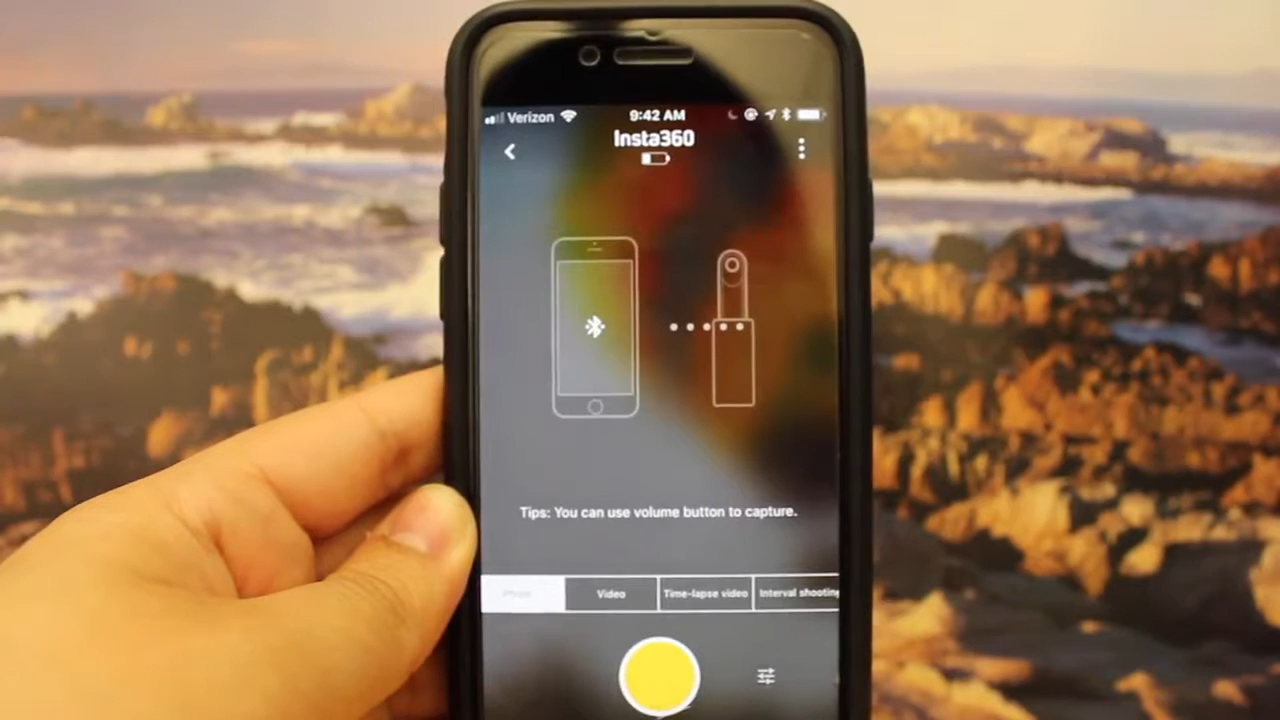 Verizon 9:42 AM
Insta360
Tips: You can use volume button to capture.
Photo Video Time-lapse video Interval shooting